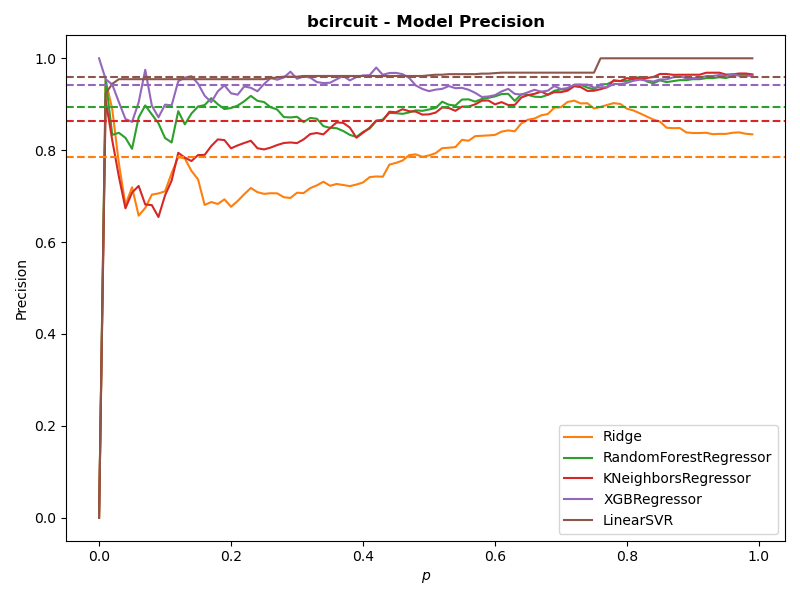 bcircuit - Model Precision
Precision
1.0
0.8
0.6
0.4
0.2
0.0
0.0 0.2 0.4 0.6 0.8 1.0
p
Ridge
RandomForestRegressor
KNeighborsRegressor
XGBRegressor
LinearSVR